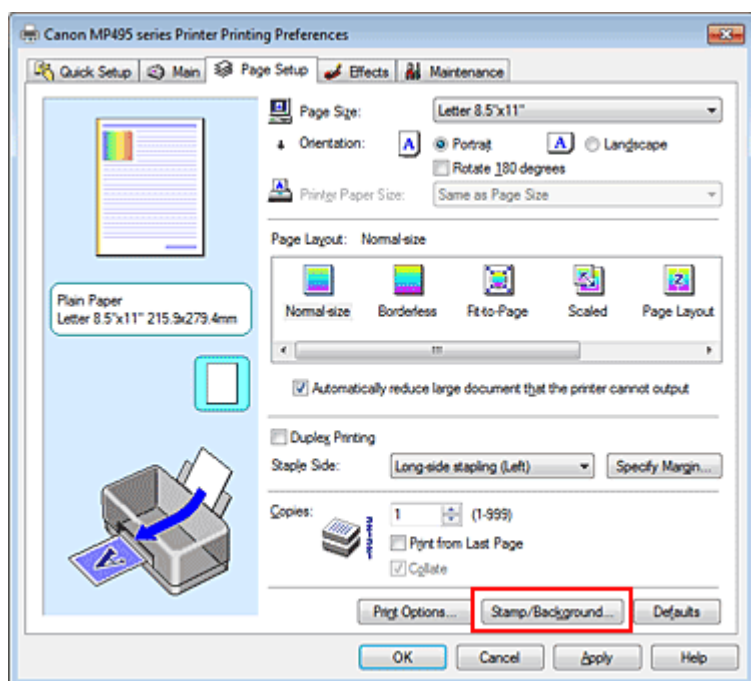 Canon MP495 series Printer Printing Preferences
Quick Setup Main Page Setup Effects Maintenance
Page Size: Letter 8.5"x11"
Orientation: A Portrait A Landscape
Rotate 180 degrees
Printer Paper Size: Same as Page Size
Page Layout: Normal-size
Plain Paper
Letter 8.5"x11" 215.9x279.4mm
Normal-size Borderless Fit-to-Page Scaled Page Layout
Automatically reduce large document that the printer cannot output
Duplex Printing
Staple Side: Long-side stapling (Left) Specify Margin...
Copies: 1 (1-999)
Print from Last Page
Collate
Print Options... Stamp/Background... Defaults
OK Cancel Apply Help